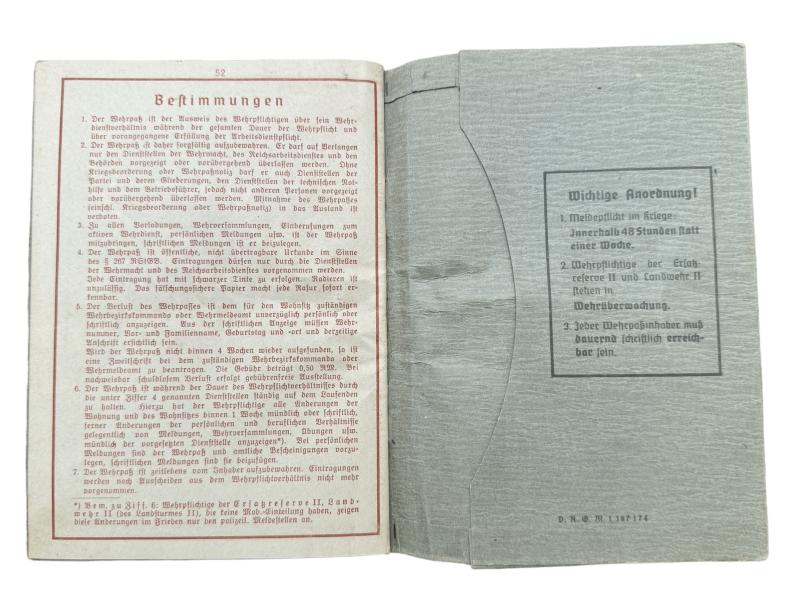 52
Bestimmungen
1. Der Wehrpaß ist der Ausweis des Wehrpflichtigen über sein Wehr-
dienstverhältnis während der gesamten Dauer der Wehrpflicht und
über vorangegangene Erfüllung der Arbeitsdienstpflicht.
2. Der Wehrpaß ist daher sorgfältig aufzubewahren. Er darf auf Verlangen
nur den Dienststellen der Wehrmacht, des Reichsarbeitsdienstes und den
Behörden vorgezeigt oder vorübergehend überlassen werden. Ohne
Kriegsbeorderung oder Wehrpaßnotiz darf er auch Dienststellen der
Partei und deren Gliederungen, den Dienststellen der technischen Not-
hilfe und dem Betriebsführer, jedoch nicht anderen Personen vorgezeigt
oder vorübergehend überlassen werden. Mitnahme des Wehrpasses
(einschl. Kriegsbeorderung oder Wehrpaßnotiz) in das Ausland ist
verboten.
3. Zu allen Vorladungen, Wehrversammlungen, Einberufungen zum
aktiven Wehrdienst, persönlichen Meldungen usw. ist der Wehrpaß
mitzubringen, schriftlichen Meldungen ist er beizulegen.
4. Der Wehrpaß ist öffentliche, nicht übertragbare Urkunde im Sinne
des § 267 RStGB. Eintragungen dürfen nur durch die Dienststellen
der Wehrmacht und des Reichsarbeitsdienstes vorgenommen werden.
Jede Eintragung hat mit schwarzer Tinte zu erfolgen. Radieren ist
unzulässig. Das fälschungssichere Papier macht jede Rasur sofort er-
kennbar.
5. Der Verlust des Wehrpasses ist dem für den Wohnsitz zuständigen
Wehrbezirkskommando oder Wehrmeldeamt unverzüglich persönlich oder
schriftlich anzuzeigen. Aus der schriftlichen Anzeige müssen Wehr-
nummer, Vor- und Familienname, Geburtstag und -ort und derzeitige
Anschrift ersichtlich sein.
Wird der Wehrpaß nicht binnen 4 Wochen wieder aufgefunden, so ist
eine Zweitschrift bei dem zuständigen Wehrbezirkskommando oder
Wehrmeldeamt zu beantragen. Die Gebühr beträgt 0,50 RM. Bei
nachweisbar schuldlosem Verlust erfolgt gebührenfreie Ausstellung.
6. Der Wehrpaß ist während der Dauer des Wehrpflichtverhältnisses durch
die unter Ziffer 4 genannten Dienststellen ständig auf dem Laufenden
zu halten. Hierzu hat der Wehrpflichtige alle Änderungen der
Wohnung und des Wohnsitzes binnen 1 Woche mündlich oder schriftlich,
ferner Änderungen der persönlichen und beruflichen Verhältnisse
gelegentlich von Meldungen, Wehrversammlungen, Übungen usw.
mündlich der vorgesetzten Dienststelle anzuzeigen*). Bei persönlichen
Meldungen sind der Wehrpaß und amtliche Bescheinigungen vorzu-
legen, schriftlichen Meldungen sind sie beizufügen.
7. Der Wehrpaß ist zeitlebens vom Inhaber aufzubewahren. Eintragungen
werden nach Ausscheiden aus dem Wehrpflichtverhältnis nicht mehr
vorgenommen.
*) Bem. zu Ziff. 6: Wehrpflichtige der Ersatzreserve II, Land-
wehr II (des Landsturmes II), die keine Mob.-Einteilung haben, zeigen
diese Änderungen im Frieden nur den polizeil. Meldestellen an.
Wichtige Anordnung!
1. Meldepflicht im Kriege:
Innerhalb 48 Stunden statt
einer Woche.
2. Wehrpflichtige der Ersatz-
reserve II und Landwehr II
stehen in
Wehrüberwachung.
3. Jeder Wehrpaßinhaber muß
dauernd schriftlich erreich-
bar sein.
D. R. G. M. 1 387 174